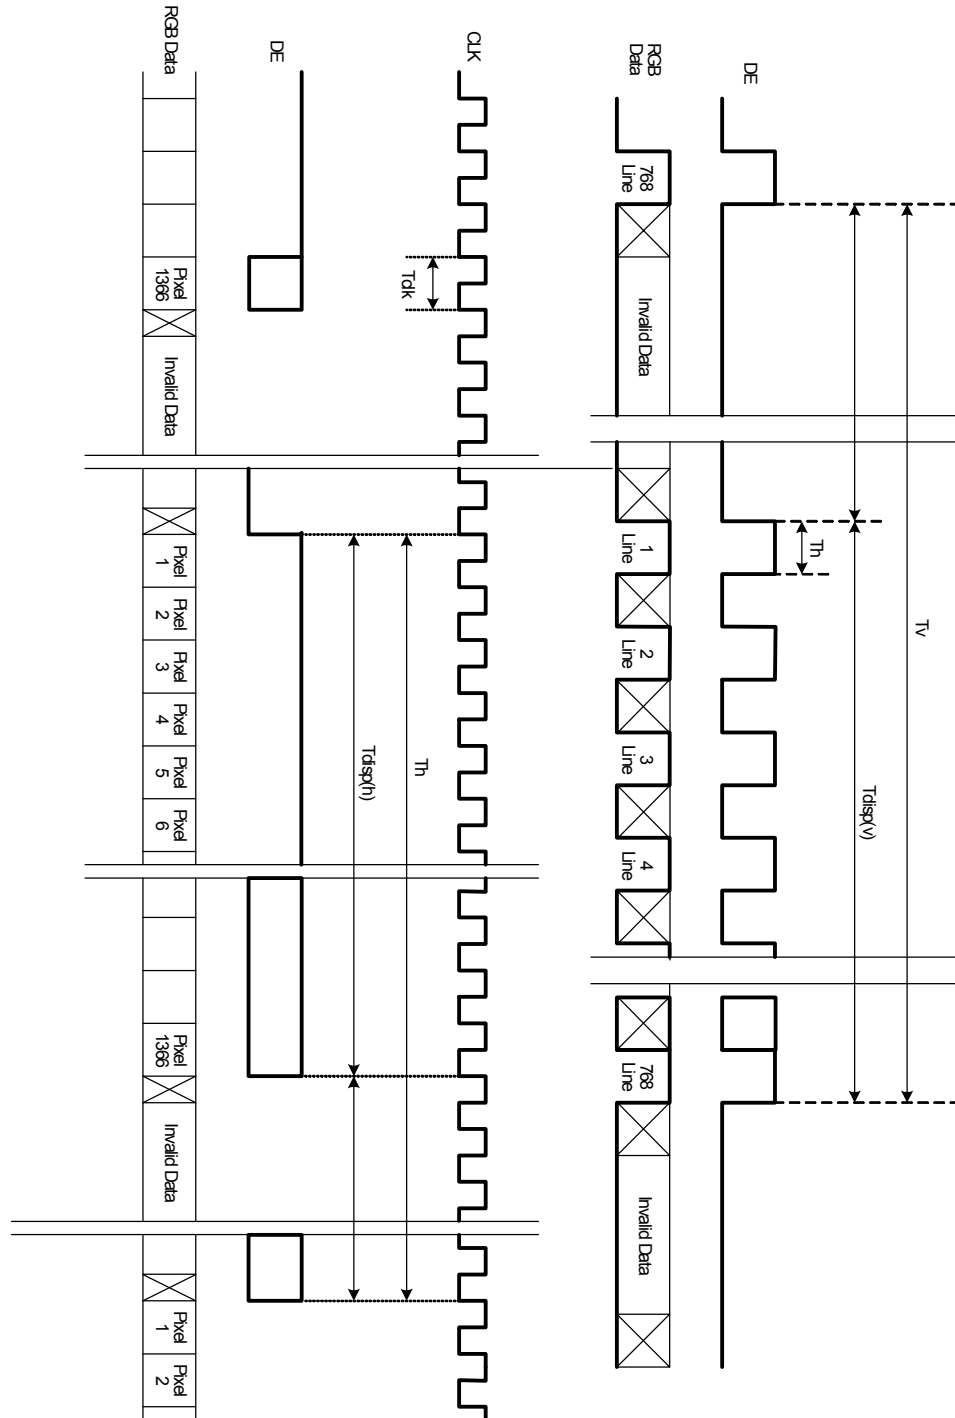 Tv
Tdisp(v)
Th
DE
RGB
Data
768
Line
Invalid Data
1
Line
2
Line
3
Line
4
Line
768
Line
Invalid Data
CLK
Tclk
Th
Tdisp(h)
DE
RGB Data
Pixel
1366
Invalid Data
Pixel
1
Pixel
2
Pixel
3
Pixel
4
Pixel
5
Pixel
6
Pixel
1366
Invalid Data
Pixel
1
Pixel
2